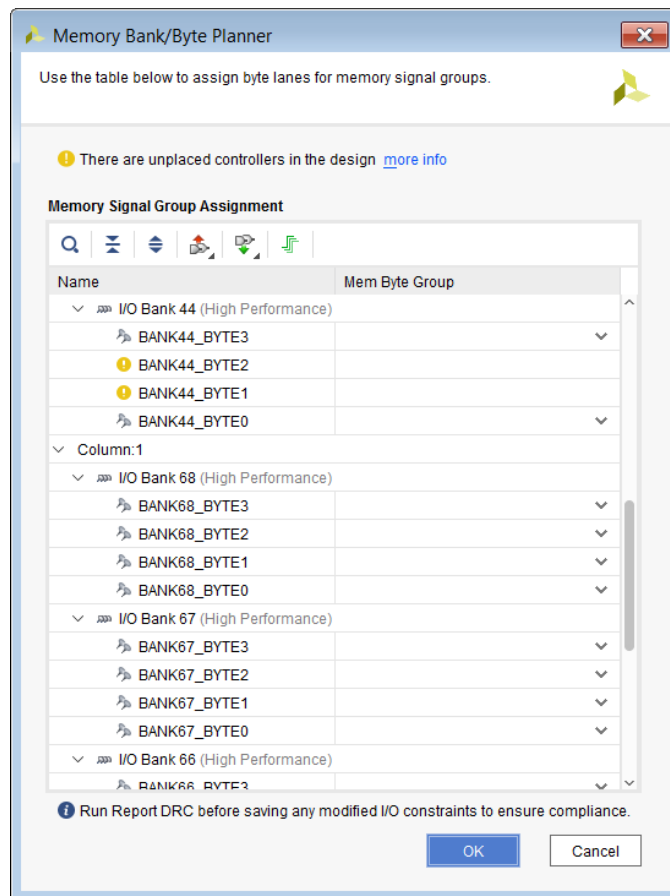 Memory Bank/Byte Planner
Use the table below to assign byte lanes for memory signal groups.
There are unplaced controllers in the design more info
Memory Signal Group Assignment
Name Mem Byte Group
I/O Bank 44 (High Performance)
BANK44_BYTE3
BANK44_BYTE2
BANK44_BYTE1
BANK44_BYTE0
Column:1
I/O Bank 68 (High Performance)
BANK68_BYTE3
BANK68_BYTE2
BANK68_BYTE1
BANK68_BYTE0
I/O Bank 67 (High Performance)
BANK67_BYTE3
BANK67_BYTE2
BANK67_BYTE1
BANK67_BYTE0
I/O Bank 66 (High Performance)
BANK66_BYTE3
Run Report DRC before saving any modified I/O constraints to ensure compliance.
OK Cancel